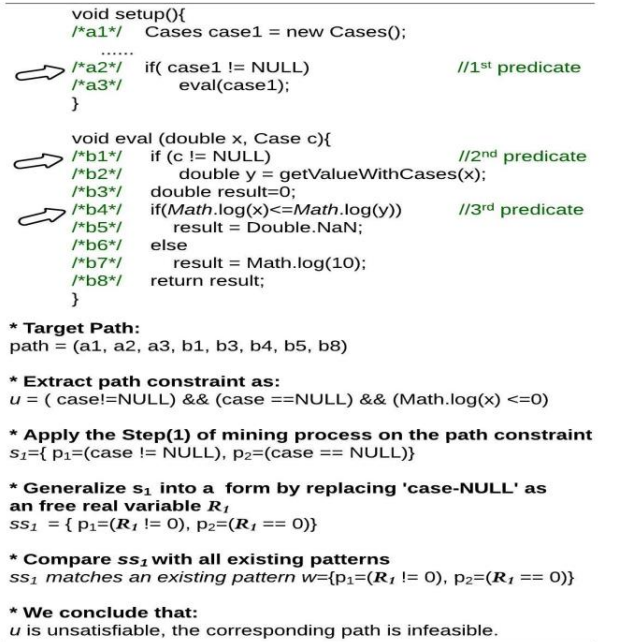 void setup(){
/*a1*/ Cases case1 = new Cases();
......
/*a2*/ if( case1 != NULL) //1st predicate
/*a3*/ eval(case1);
}
void eval (double x, Case c){
/*b1*/ if (c != NULL) //2nd predicate
/*b2*/ double y = getValueWithCases(x);
/*b3*/ double result=0;
/*b4*/ if(Math.log(x)<=Math.log(y)) //3rd predicate
/*b5*/ result = Double.NaN;
/*b6*/ else
/*b7*/ result = Math.log(10);
/*b8*/ return result;
}
* Target Path:
path = (a1, a2, a3, b1, b3, b4, b5, b8)
* Extract path constraint as:
u = ( case!=NULL) && (case ==NULL) && (Math.log(x) <=0)
* Apply the Step(1) of mining process on the path constraint
s1={ p1=(case != NULL), p2=(case == NULL)}
* Generalize s1 into a form by replacing 'case-NULL' as
an free real variable R1
ss1 = { p1=(R1 != 0), p2=(R1 == 0)}
* Compare ss1 with all existing patterns
ss1 matches an existing pattern w={p1=(R1 != 0), p2=(R1 == 0)}
* We conclude that:
u is unsatisfiable, the corresponding path is infeasible.